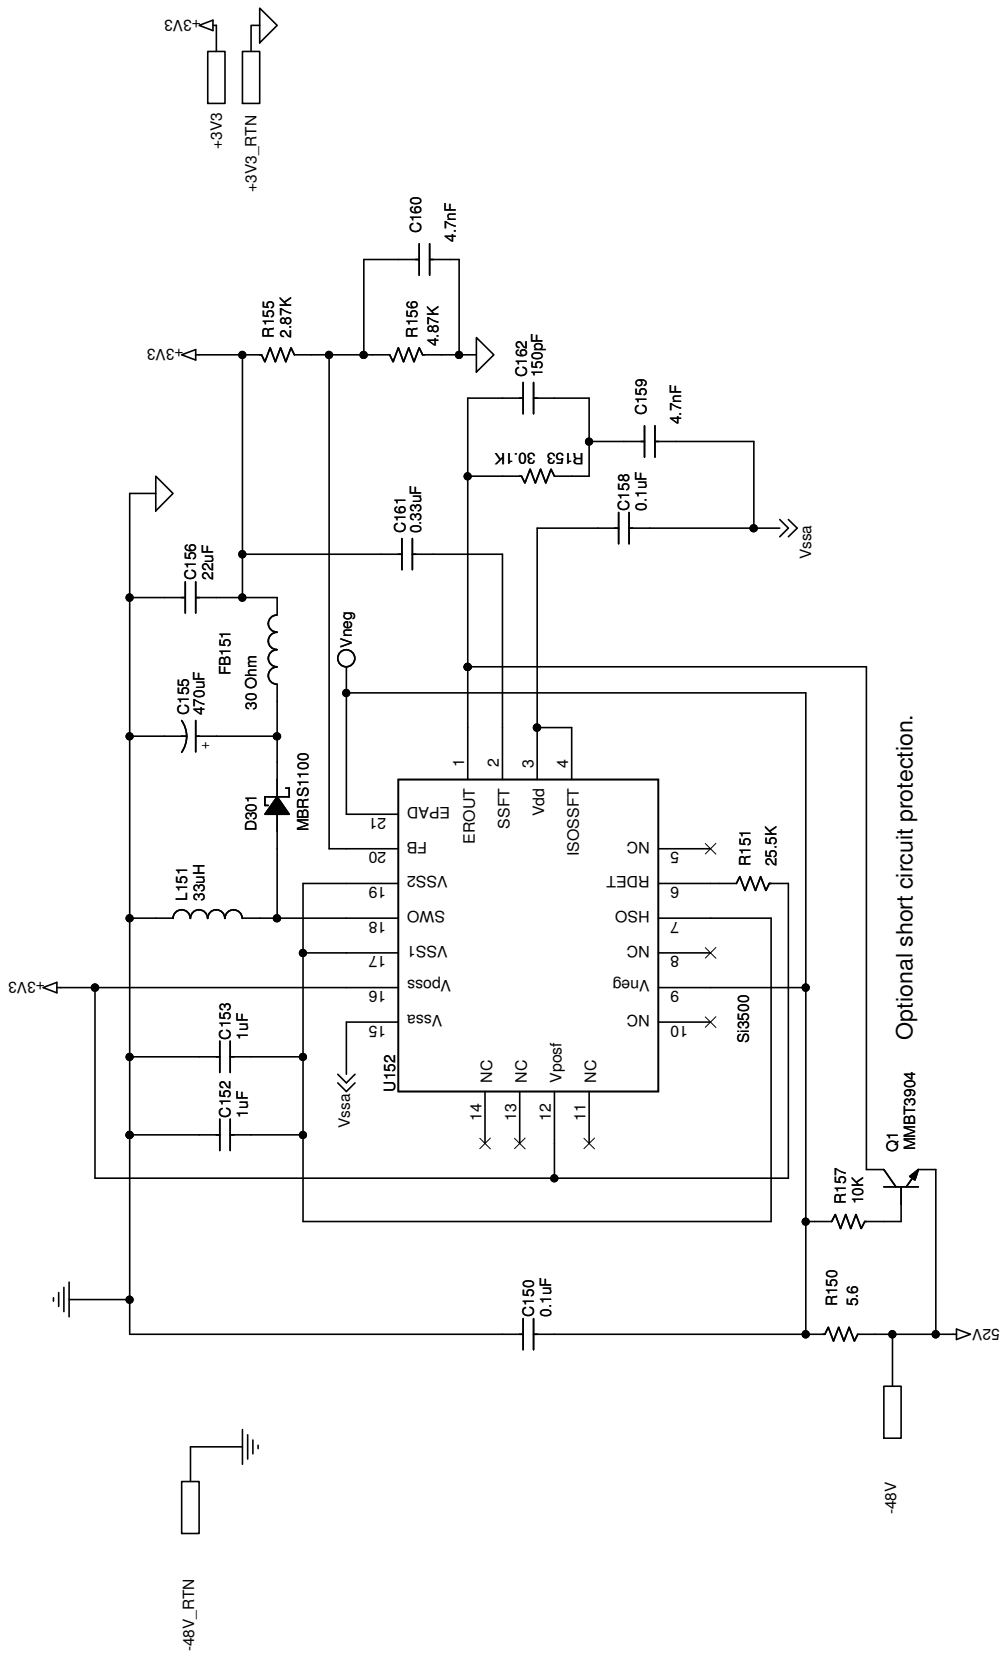 +3V3
+3V3
+3V3_RTN
C160
4.7nF
R155
2.87K
R156
4.87K
+3V3
C162
150pF
C159
4.7nF
R153
30.1K
C158
0.1uF
Vssa
C161
0.33uF
C156
22uF
FB151
30 Ohm
C155
470uF
+
Vneg
D301
MBRS1100
L151
33uH
1
2
3
4
EROUT
SSFT
Vdd
ISOSSFT
21
EPAD
20
FB
19
VSS2
18
SWO
17
VSS1
16
Vposs
15
Vssa
NC
5
RDET
6
HSO
7
NC
8
Vneg
9
NC
10
NC
NC
Vposf
NC
14
13
12
11
U152
Si3500
R151
25.5K
+3V3
C153
1uF
C152
1uF
Vssa
Optional short circuit protection.
Q1
MMBT3904
R157
10K
C150
0.1uF
R150
5.6
52V
-48V
-48V_RTN